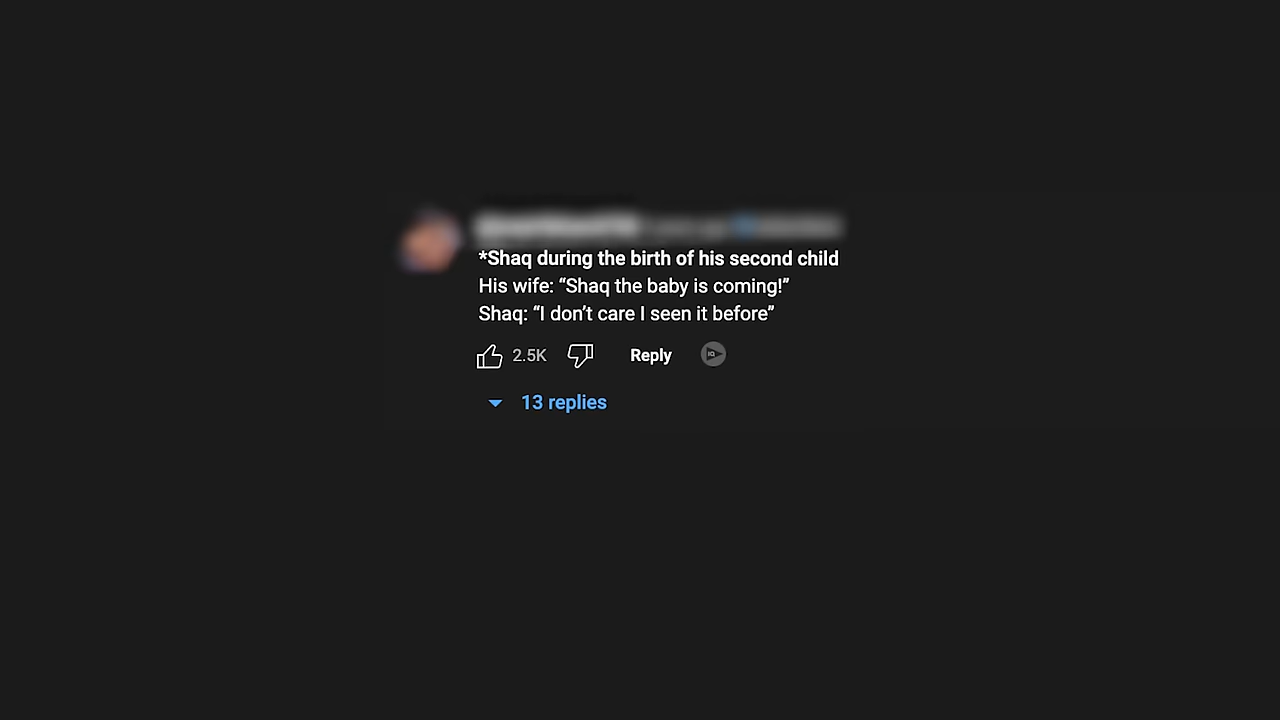 *Shaq during the birth of his second child
His wife: “Shaq the baby is coming!”
Shaq: “I don’t care I seen it before”
2.5K Reply
13 replies